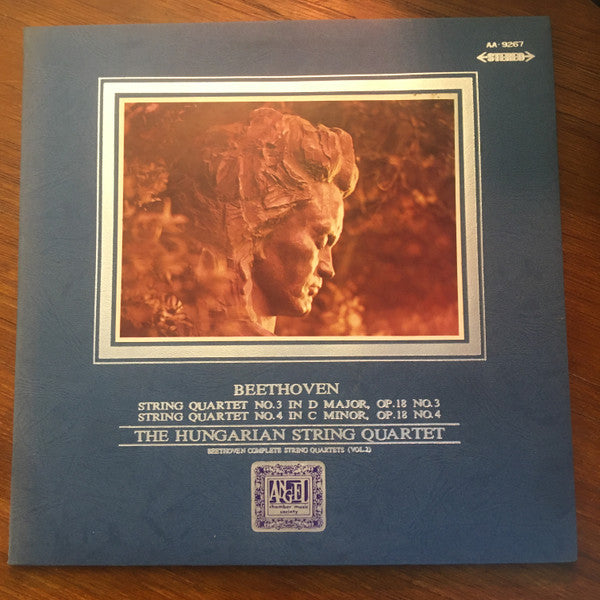 AA·9267
STEREO
BEETHOVEN
STRING QUARTET NO.3 IN D MAJOR, OP.18 NO.3
STRING QUARTET NO.4 IN C MINOR, OP.18 NO.4
THE HUNGARIAN STRING QUARTET
BEETHOVEN COMPLETE STRING QUARTETS (VOL.2)
ANGEL
chamber music
society